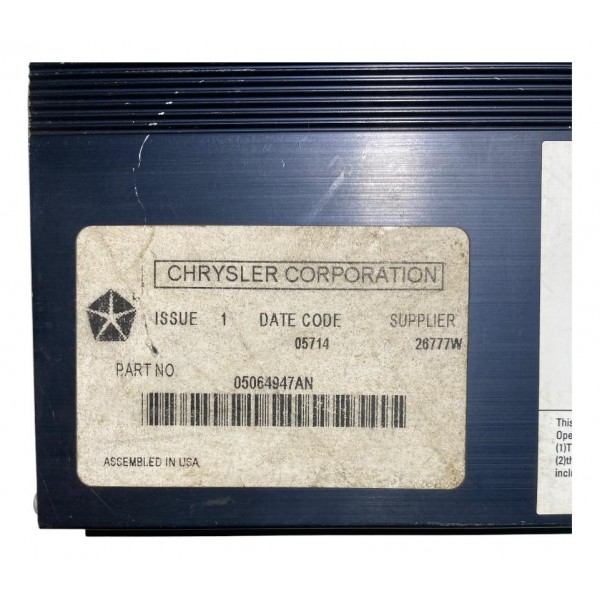 CHRYSLER CORPORATION
ISSUE 1 DATE CODE SUPPLIER
05714 26777W
PART NO
05064947AN
ASSEMBLED IN USA
This
Ope
(1)T
(2)th
inclu